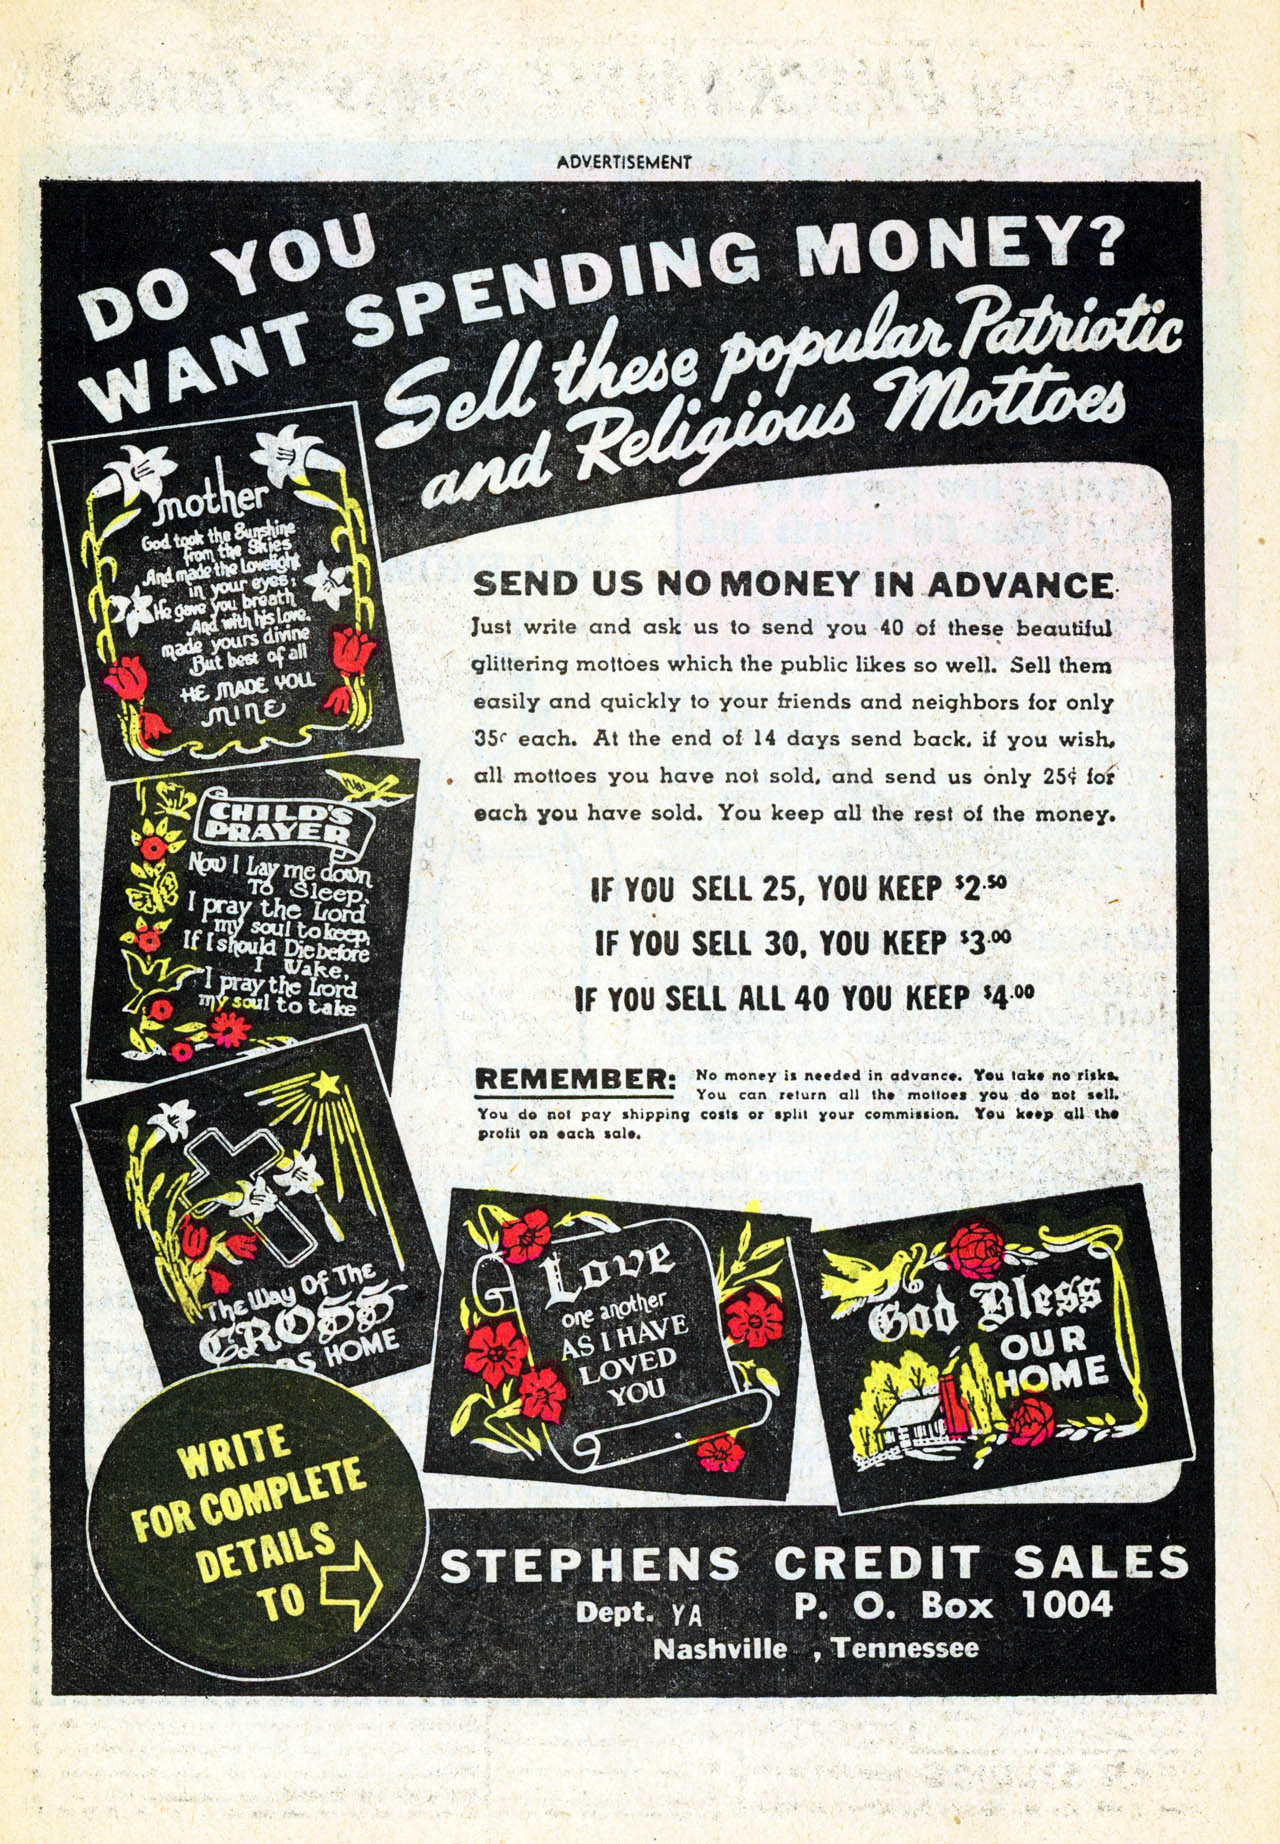 ADVERTISEMENT
DO YOU
WANT SPENDING MONEY?
Sell these popular Patriotic
and Religious Mottoes
mother
God took the Sunshine
from the Skies
And made the Lovelight
in your eyes;
He gave you breath
And with his Love,
made yours divine
But best of all
HE MADE YOU
MINE
CHILD'S
PRAYER
Now I Lay me down
To Sleep,
I pray the Lord
my soul to keep,
If I should Die before
I Wake,
I pray the Lord
my soul to take
The Way Of The
CROSS
HOME
SEND US NO MONEY IN ADVANCE
Just write and ask us to send you 40 of these beautiful
glittering mottoes which the public likes so well. Sell them
easily and quickly to your friends and neighbors for only
35¢ each. At the end of 14 days send back, if you wish,
all mottoes you have not sold, and send us only 25¢ for
each you have sold. You keep all the rest of the money.
IF YOU SELL 25, YOU KEEP $2.50
IF YOU SELL 30, YOU KEEP $3.00
IF YOU SELL ALL 40 YOU KEEP $4.00
REMEMBER: No money is needed in advance. You take no risks.
You can return all the mottoes you do not sell.
You do not pay shipping costs or split your commission. You keep all the
profit on each sale.
Love
one another
AS I HAVE
LOVED
YOU
God Bless
OUR
HOME
WRITE
FOR COMPLETE
DETAILS
TO
STEPHENS CREDIT SALES
Dept. YA P. O. Box 1004
Nashville , Tennessee